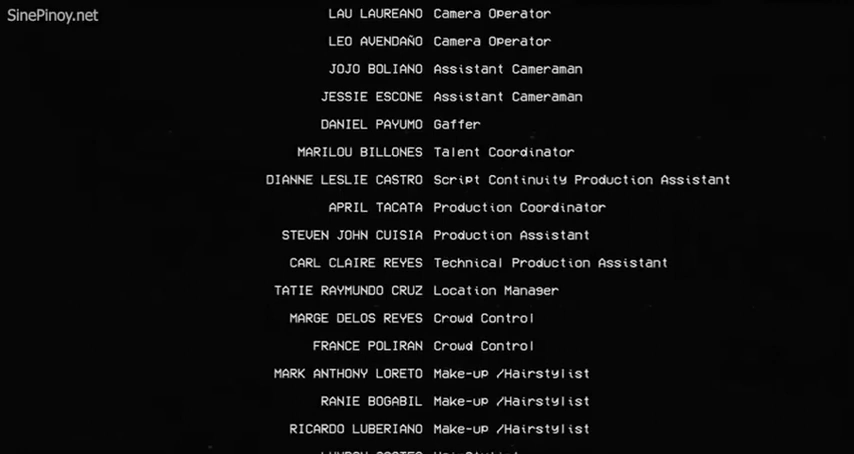 SinePinoy.net
LAU LAUREANO Camera Operator
LEO AVENDAÑO Camera Operator
JOJO BOLIANO Assistant Cameraman
JESSIE ESCONE Assistant Cameraman
DANIEL PAYUMO Gaffer
MARILOU BILLONES Talent Coordinator
DIANNE LESLIE CASTRO Script Continuity Production Assistant
APRIL TACATA Production Coordinator
STEVEN JOHN CUISIA Production Assistant
CARL CLAIRE REYES Technical Production Assistant
TATIE RAYMUNDO CRUZ Location Manager
MARGE DELOS REYES Crowd Control
FRANCE POLIRAN Crowd Control
MARK ANTHONY LORETO Make-up /Hairstylist
RANIE BOGABIL Make-up /Hairstylist
RICARDO LUBERIANO Make-up /Hairstylist